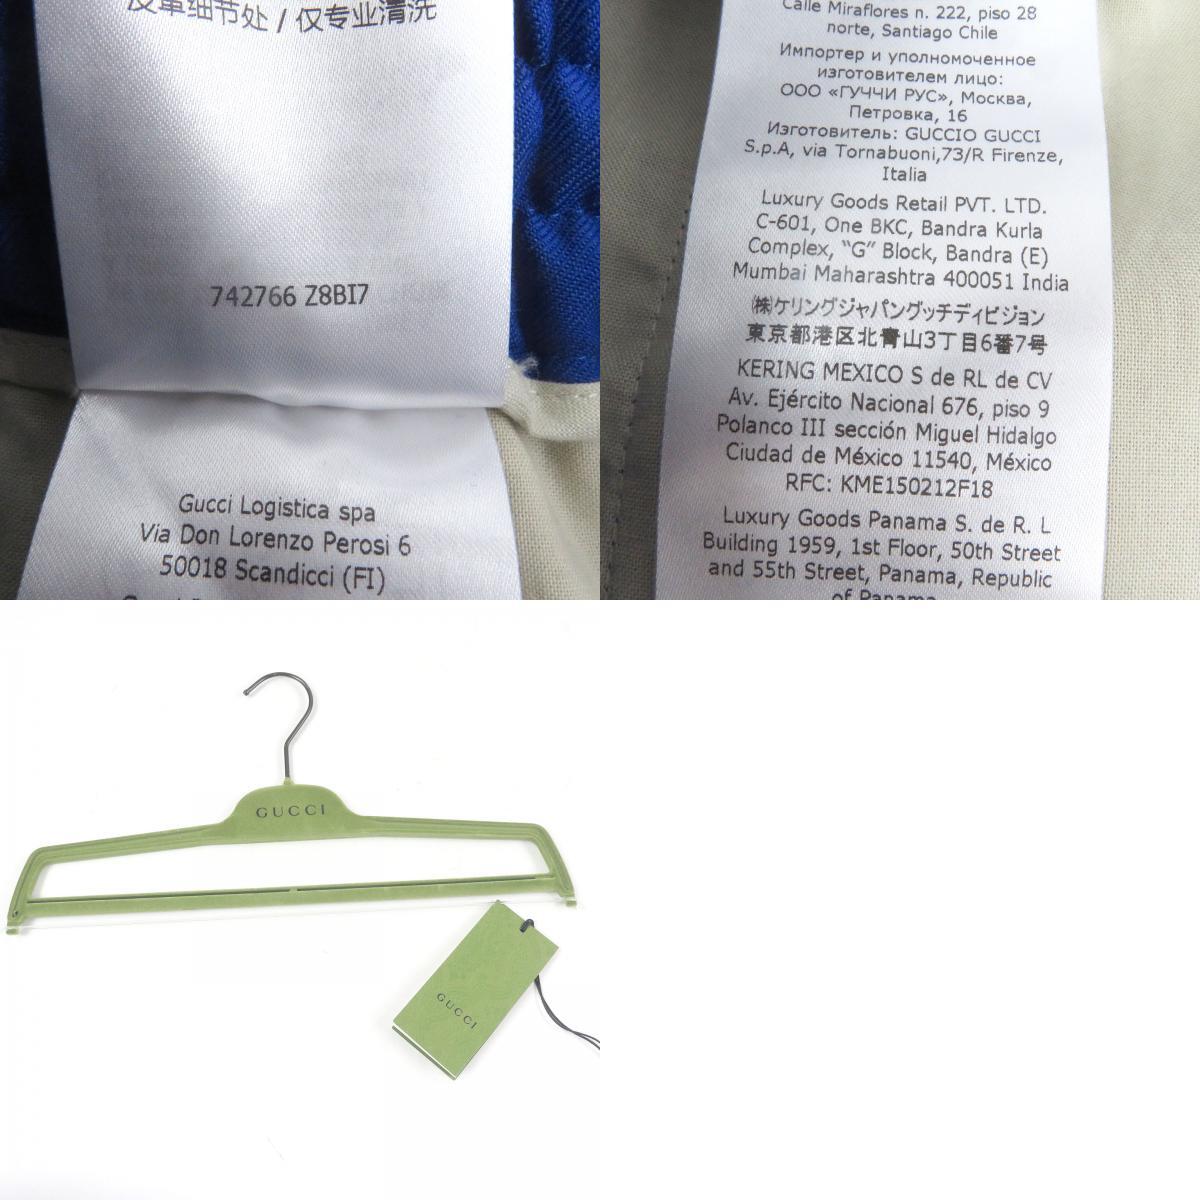 皮革细节处 / 仅专业清洗
742766 Z8BI7
Gucci Logistica spa
Via Don Lorenzo Perosi 6
50018 Scandicci (FI)
Calle Miraflores n. 222, piso 28
norte, Santiago Chile
Импортер и уполномоченное
изготовителем лицо:
ООО «ГУЧЧИ РУС», Москва,
Петровка, 16
Изготовитель: GUCCIO GUCCI
S.p.A, via Tornabuoni,73/R Firenze,
Italia
Luxury Goods Retail PVT. LTD.
C-601, One BKC, Bandra Kurla
Complex, “G” Block, Bandra (E)
Mumbai Maharashtra 400051 India
㈱ケリングジャパングッチディビジョン
東京都港区北青山3丁目6番7号
KERING MEXICO S de RL de CV
Av. Ejército Nacional 676, piso 9
Polanco III sección Miguel Hidalgo
Ciudad de México 11540, México
RFC: KME150212F18
Luxury Goods Panama S. de R. L
Building 1959, 1st Floor, 50th Street
and 55th Street, Panama, Republic
of Panama
GUCCI
GUCCI